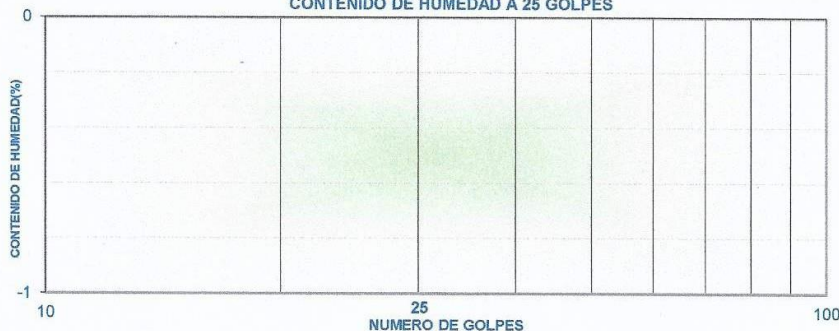 CONTENIDO DE HUMEDAD A 25 GOLPES
0
CONTENIDO DE HUMEDAD(%)
-1
10
25
100
NUMERO DE GOLPES